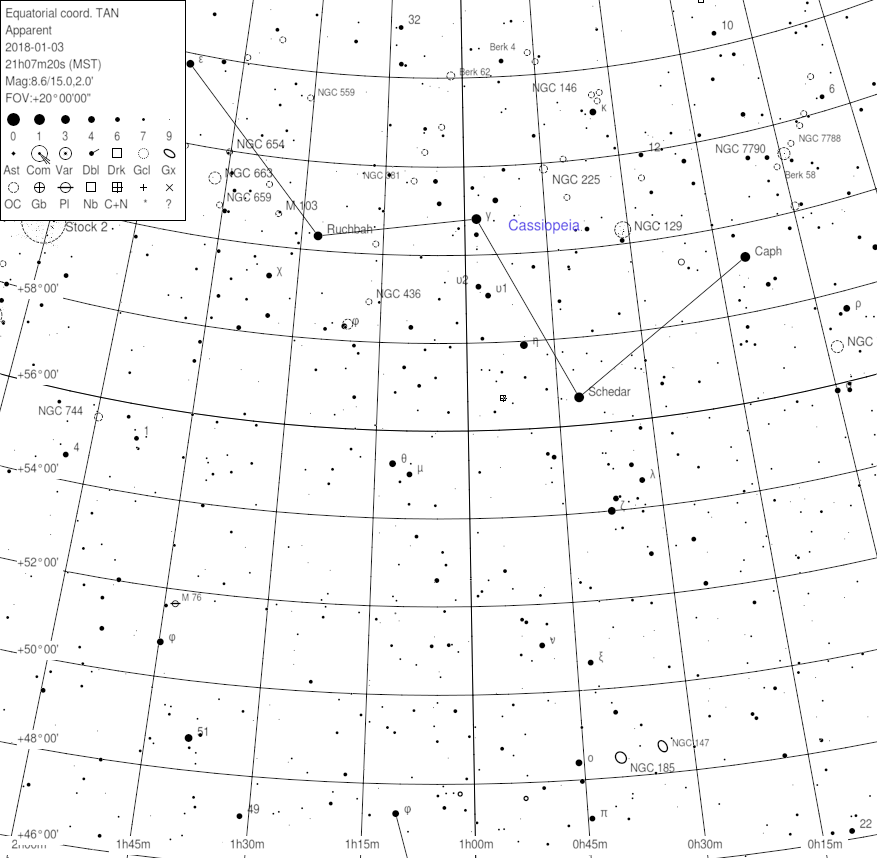 Equatorial coord. TAN
Apparent
2018-01-03
21h07m20s (MST)
Mag:8.6/15.0,2.0'
FOV:+20°00'00"
0 1 3 4 6 7 9
Ast Com Var Dbl Drk Gcl Gx
OC Gb Pl Nb C+N * ?
32
10
ε
Berk 4
Berk 62
NGC 559
NGC 146
κ
6
NGC 654
12
NGC 7790
NGC 7788
Berk 58
NGC 663
NGC 381
NGC 225
NGC 659
M 103
Stock 2
Ruchbah
γ
Cassiopeia
NGC 129
Caph
χ
υ2
υ1
+58°00'
NGC 436
φ
ρ
η
NGC
+56°00'
Schedar
NGC 744
1
4
θ
μ
λ
+54°00'
ζ
+52°00'
M 76
φ
ν
ξ
+50°00'
51
+48°00'
NGC 147
ο
NGC 185
49
φ
π
22
+46°00'
2h00m 1h45m 1h30m 1h15m 1h00m 0h45m 0h30m 0h15m